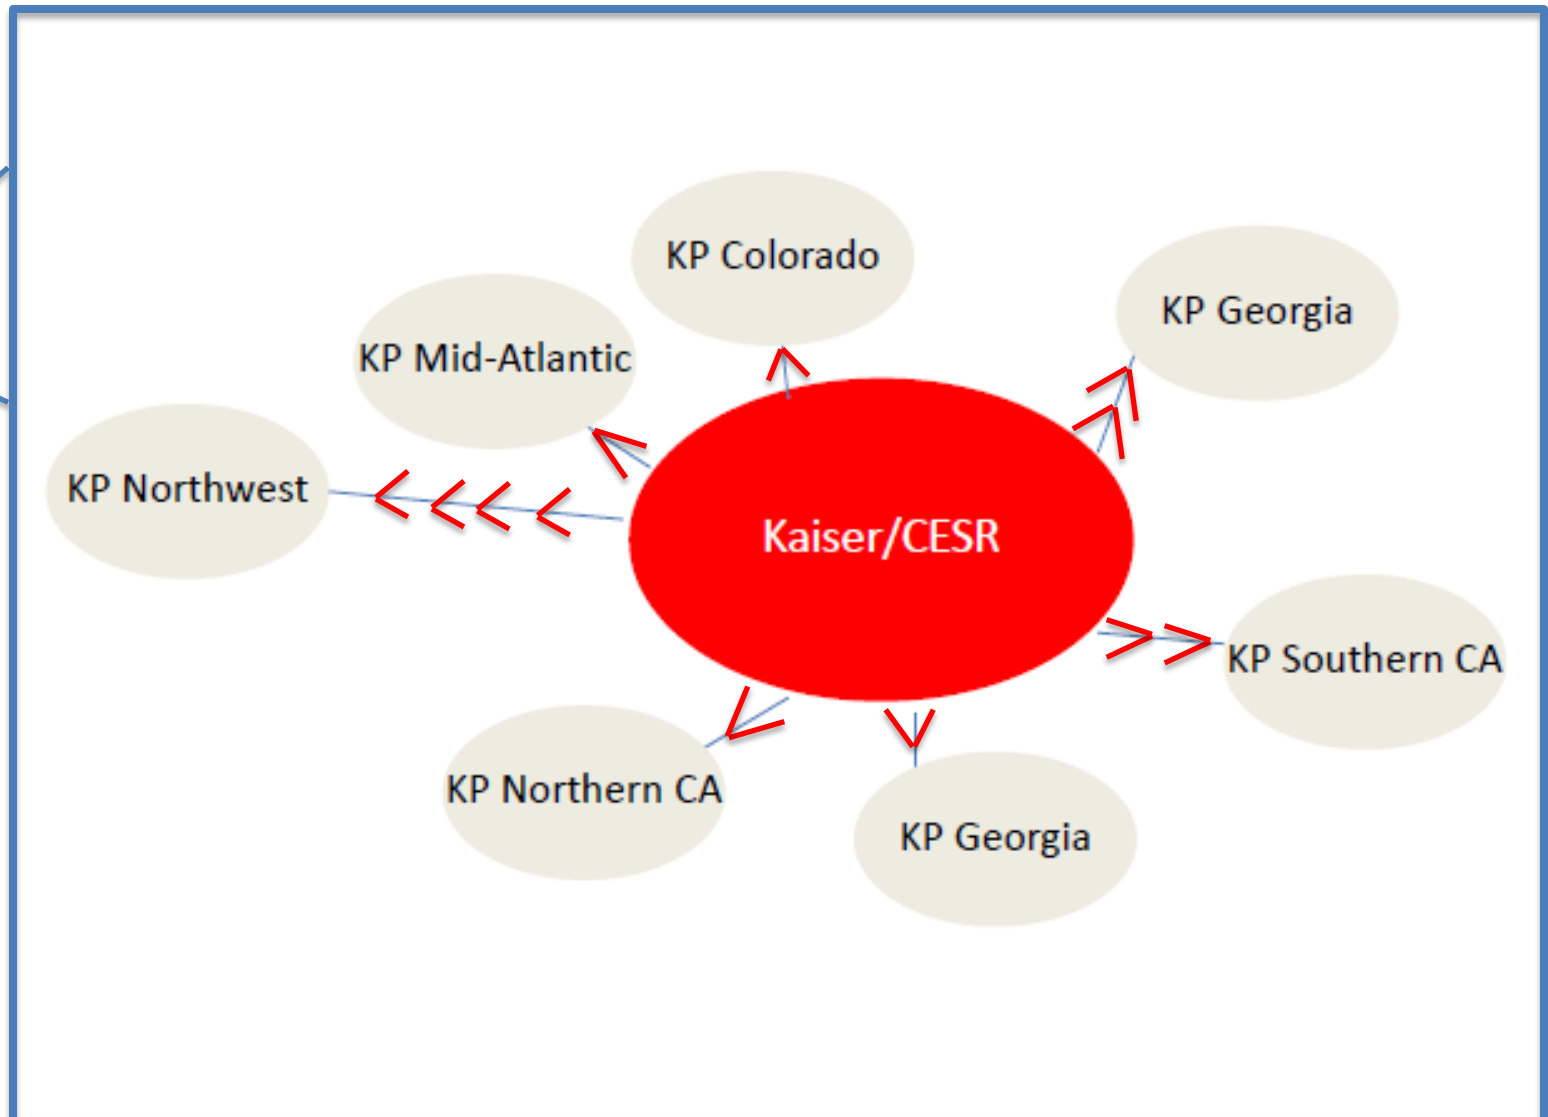 KP Colorado
KP Georgia
KP Mid-Atlantic
KP Northwest
Kaiser/CESR
KP Southern CA
KP Northern CA
KP Georgia